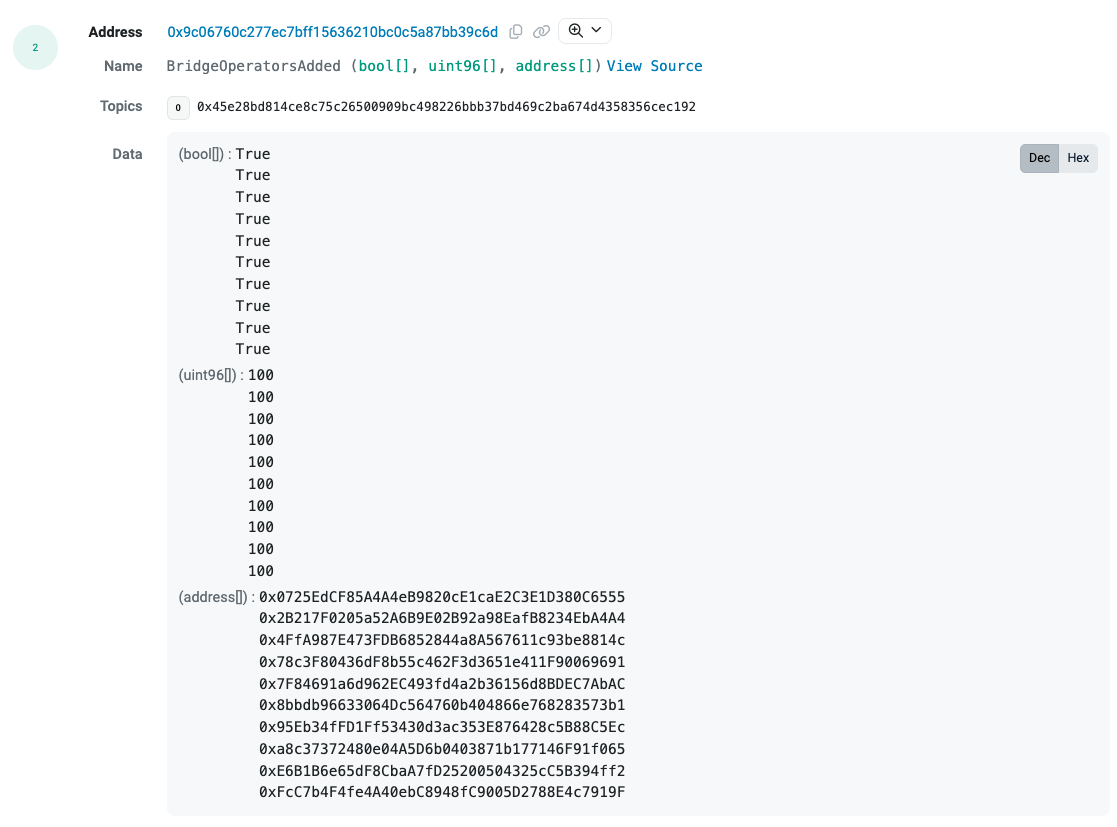 2
Address 0x9c06760c277ec7bff15636210bc0c5a87bb39c6d
Name BridgeOperatorsAdded (bool[], uint96[], address[]) View Source
Topics 0 0x45e28bd814ce8c75c26500909bc498226bbb37bd469c2ba674d4358356cec192
Data (bool[]) : True Dec Hex
True
True
True
True
True
True
True
True
True
(uint96[]) : 100
100
100
100
100
100
100
100
100
100
(address[]) : 0x0725EdCF85A4A4eB9820cE1caE2C3E1D380C6555
0x2B217F0205a52A6B9E02B92a98EafB8234EbA4A4
0x4FfA987E473FDB6852844a8A567611c93be8814c
0x78c3F80436dF8b55c462F3d3651e411F90069691
0x7F84691a6d962EC493fd4a2b36156d8BDEC7AbAC
0x8bbdb96633064Dc564760b404866e768283573b1
0x95Eb34fFD1Ff53430d3ac353E876428c5B88C5Ec
0xa8c37372480e04A5D6b0403871b177146F91f065
0xE6B1B6e65dF8CbaA7fD25200504325cC5B394ff2
0xFcC7b4F4fe4A40ebC8948fC9005D2788E4c7919F